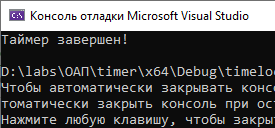 Консоль отладки Microsoft Visual Studio
Таймер завершен!
D:\labs\ОАП\timer\x64\Debug\timelo
Чтобы автоматически закрывать конс
томатически закрыть консоль при ос
Нажмите любую клавишу, чтобы закры